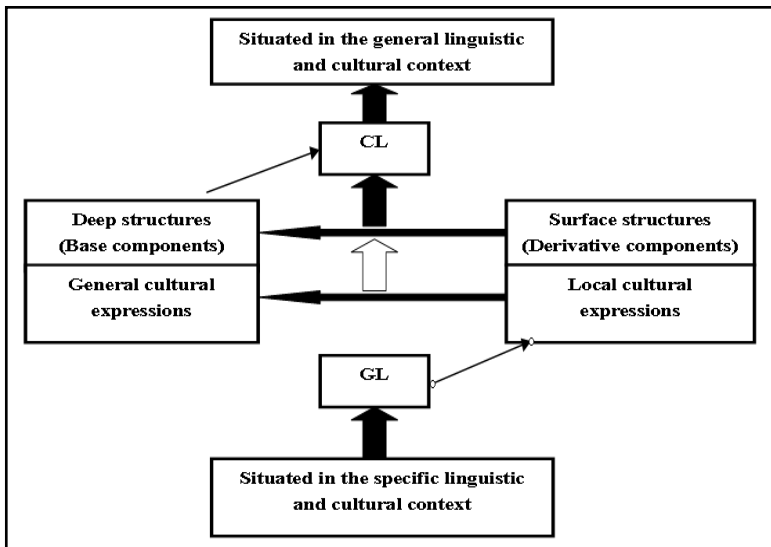 Situated in the general linguistic
and cultural context
CL
Deep structures
(Base components)
General cultural
expressions
Surface structures
(Derivative components)
Local cultural
expressions
GL
Situated in the specific linguistic
and cultural context